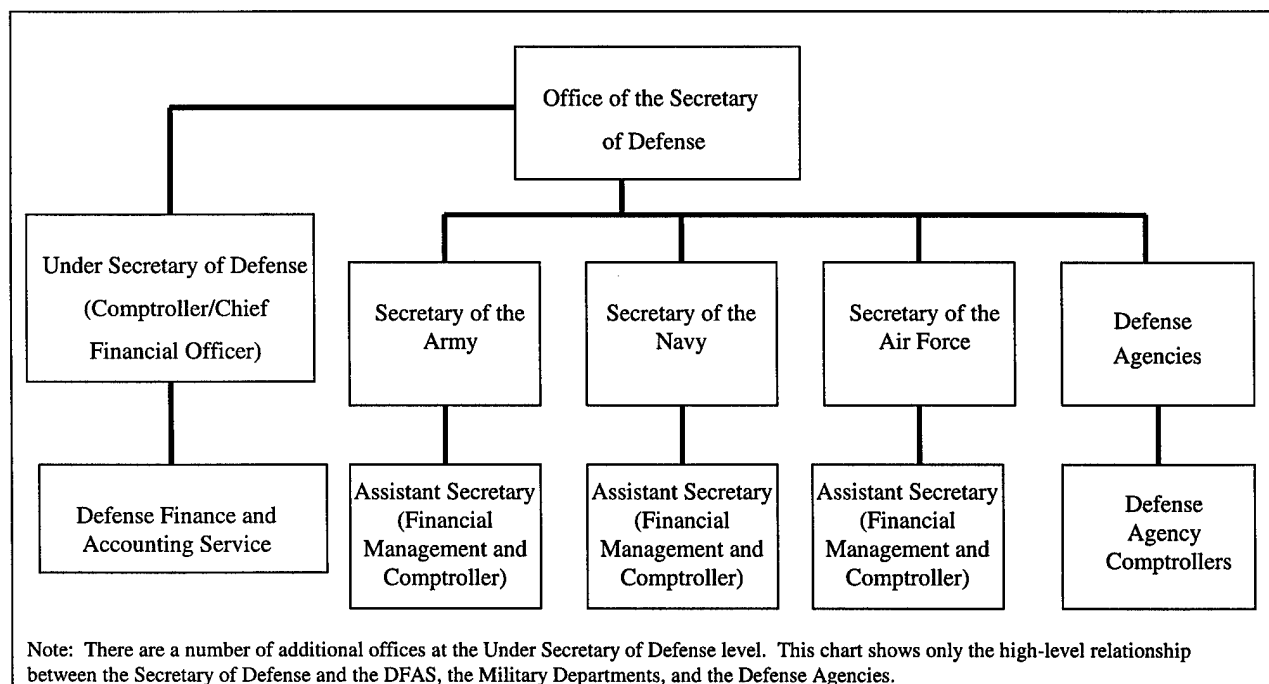 Office of the Secretary
of Defense
Under Secretary of Defense
(Comptroller/Chief
Financial Officer)
Secretary of the
Army
Secretary of the
Navy
Secretary of the
Air Force
Defense
Agencies
Defense Finance and
Accounting Service
Assistant Secretary
(Financial
Management and
Comptroller)
Assistant Secretary
(Financial
Management and
Comptroller)
Assistant Secretary
(Financial
Management and
Comptroller)
Defense
Agency
Comptrollers
Note: There are a number of additional offices at the Under Secretary of Defense level. This chart shows only the high-level relationship
between the Secretary of Defense and the DFAS, the Military Departments, and the Defense Agencies.